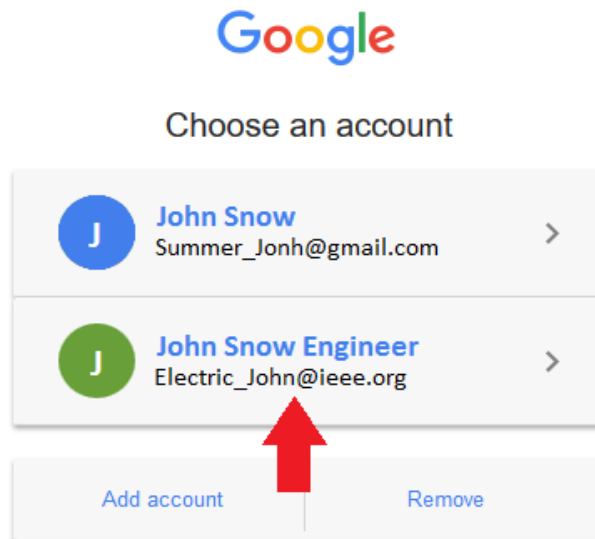 Google
Choose an account
J
John Snow
Summer_Jonh@gmail.com
J
John Snow Engineer
Electric_John@ieee.org
Add account
Remove